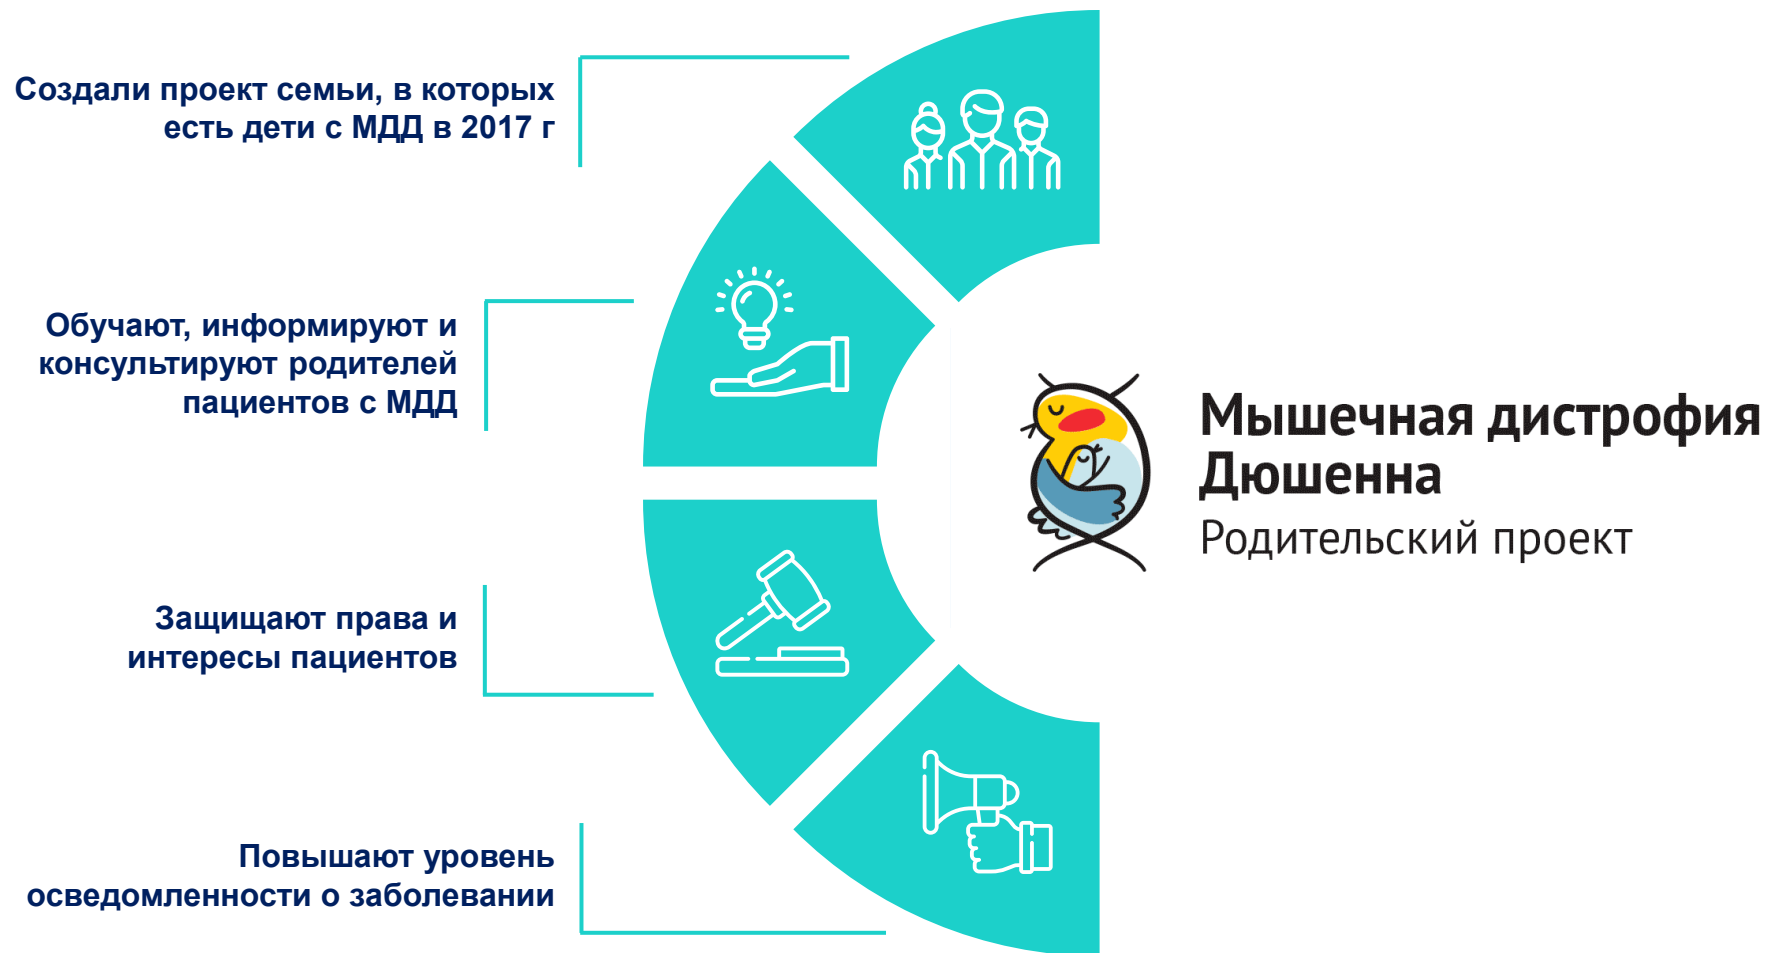 Создали проект семьи, в которых
есть дети с МДД в 2017 г
Обучают, информируют и
консультируют родителей
пациентов с МДД
Защищают права и
интересы пациентов
Повышают уровень
осведомленности о заболевании
Мышечная дистрофия
Дюшенна
Родительский проект